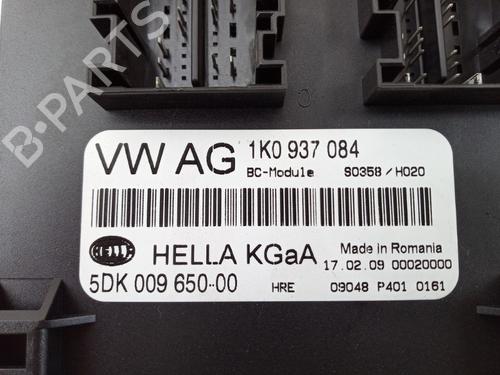 B-PARTS
VW AG 1K0 937 084
BC-Module S0358/H020
HELLA HELLA KGaA Made in Romania
17.02.09 00020000
5DK 009 650-00 HRE 09048 P401 0161